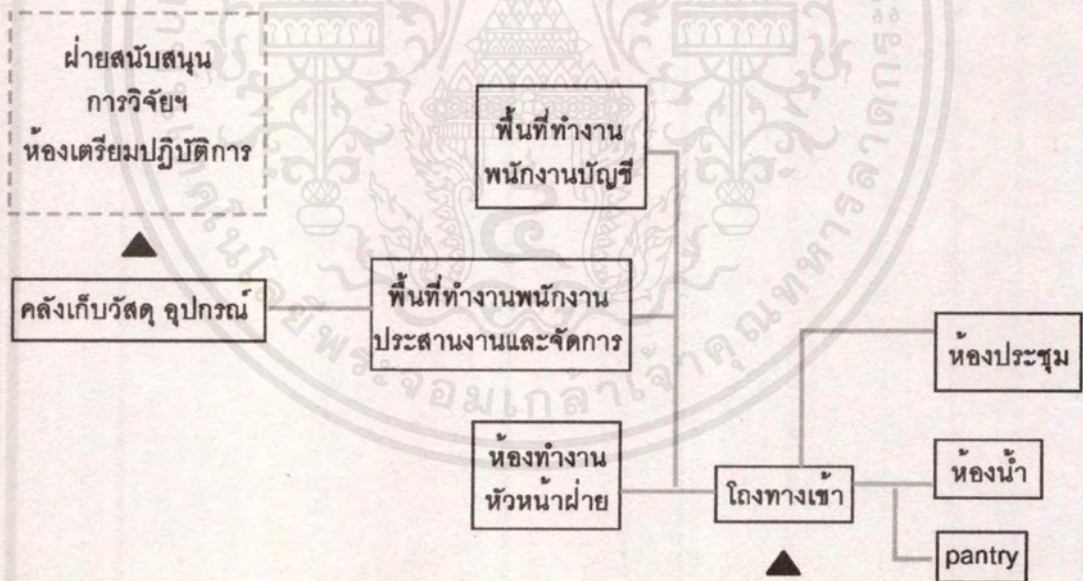 ฝ่ายสนับสนุน
การวิจัยฯ
ห้องเตรียมปฏิบัติการ
พื้นที่ทำงาน
พนักงานบัญชี
คลังเก็บวัสดุ อุปกรณ์
พื้นที่ทำงานพนักงาน
ประสานงานและจัดการ
ห้องประชุม
ห้องทำงาน
หัวหน้าฝ่าย
โถงทางเข้า
ห้องน้ำ
pantry